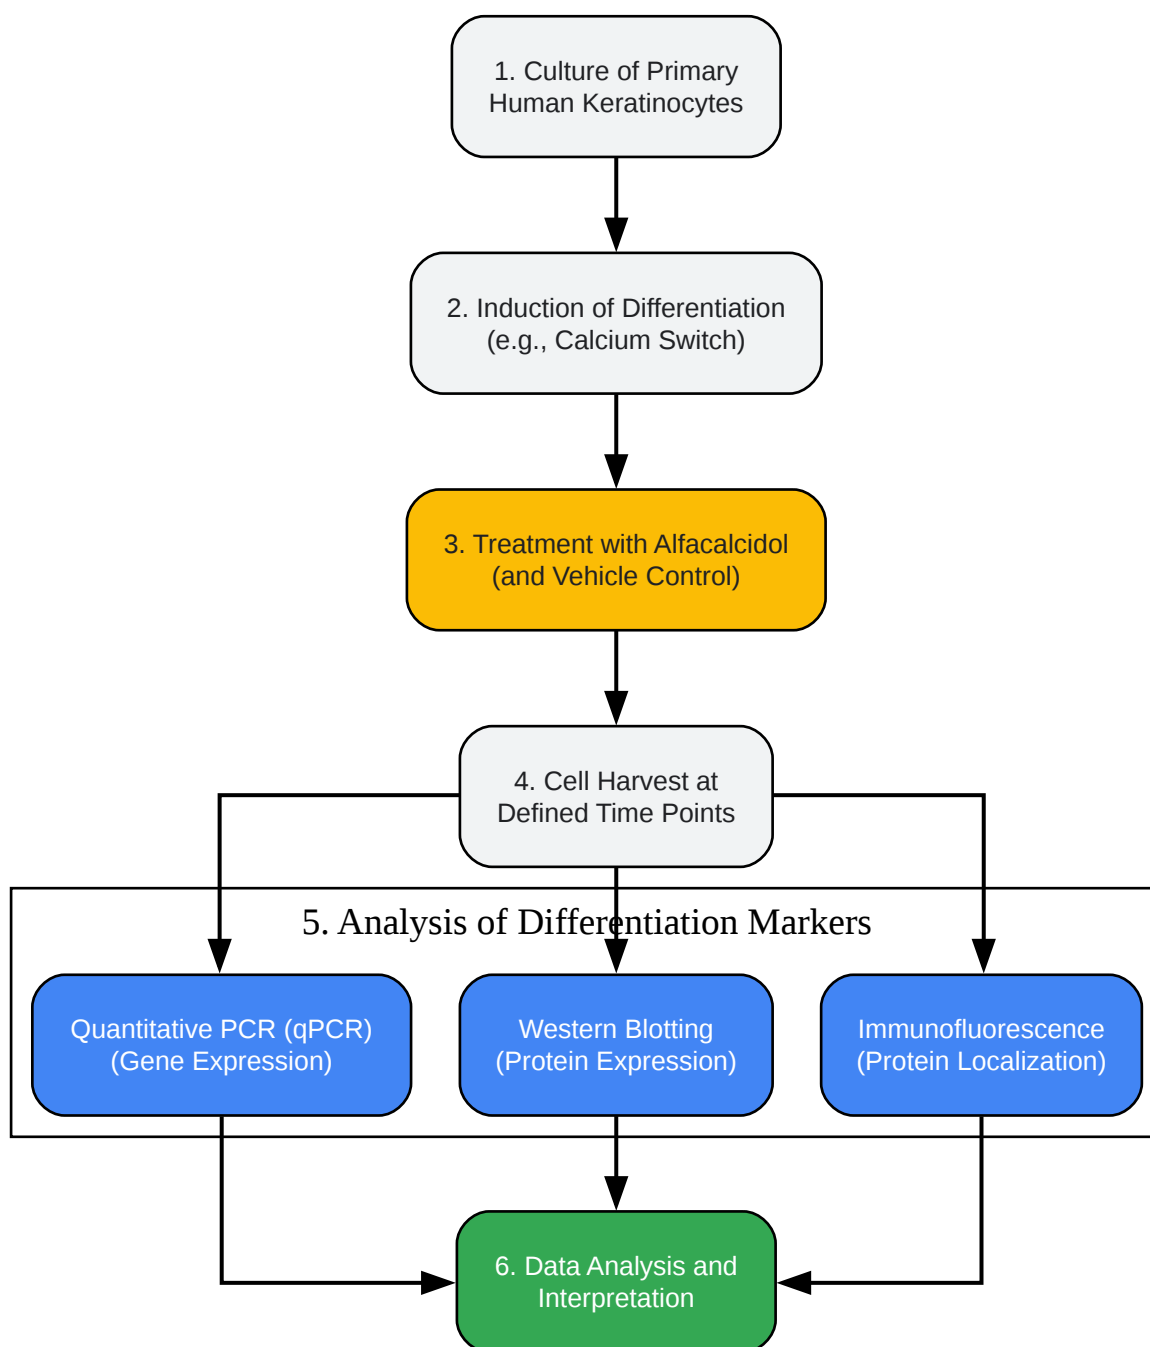 1. Culture of Primary
Human Keratinocytes
2. Induction of Differentiation
(e.g., Calcium Switch)
3. Treatment with Alfacalcidol
(and Vehicle Control)
4. Cell Harvest at
Defined Time Points
5. Analysis of Differentiation Markers
Quantitative PCR (qPCR)
(Gene Expression)
Western Blotting
(Protein Expression)
Immunofluorescence
(Protein Localization)
6. Data Analysis and
Interpretation